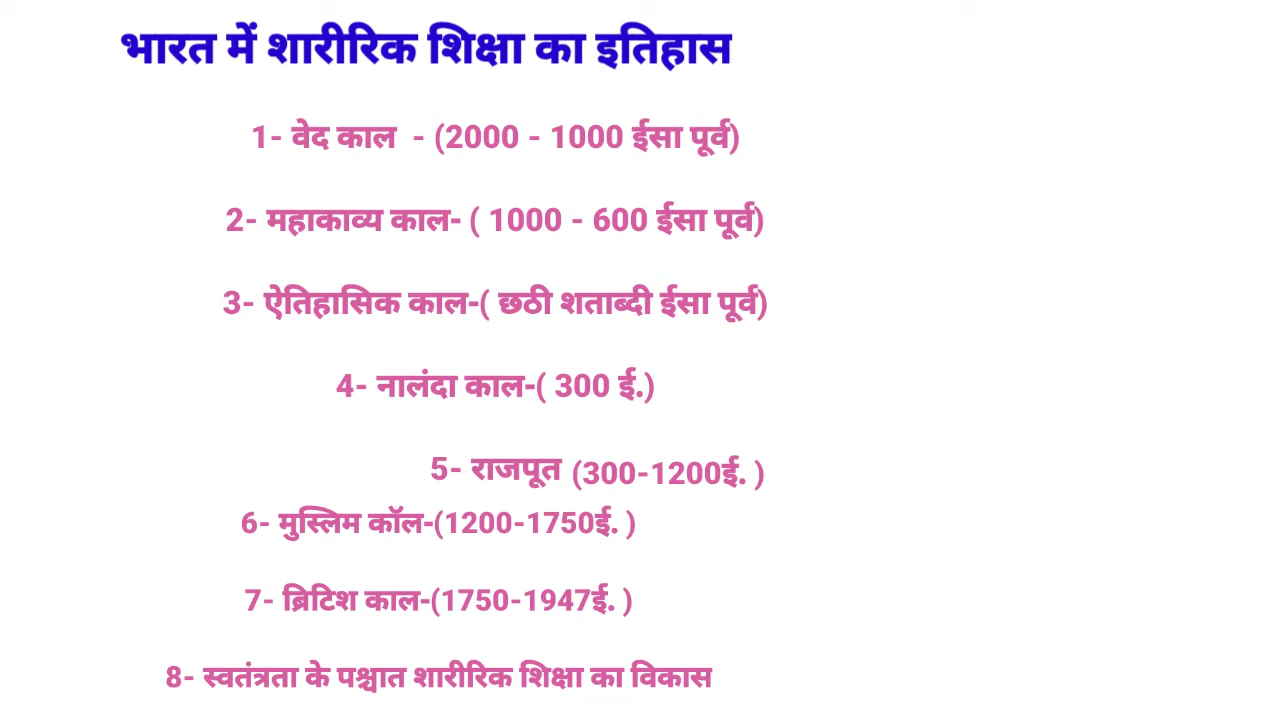 भारत में शारीरिक शिक्षा का इतिहास
1- वेद काल - (2000 - 1000 ईसा पूर्व)
2- महाकाव्य काल- ( 1000 - 600 ईसा पूर्व)
3- ऐतिहासिक काल-( छठी शताब्दी ईसा पूर्व)
4- नालंदा काल-( 300 ई.)
5- राजपूत (300-1200ई. )
6- मुस्लिम कॉल-(1200-1750ई. )
7- ब्रिटिश काल-(1750-1947ई. )
8- स्वतंत्रता के पश्चात शारीरिक शिक्षा का विकास